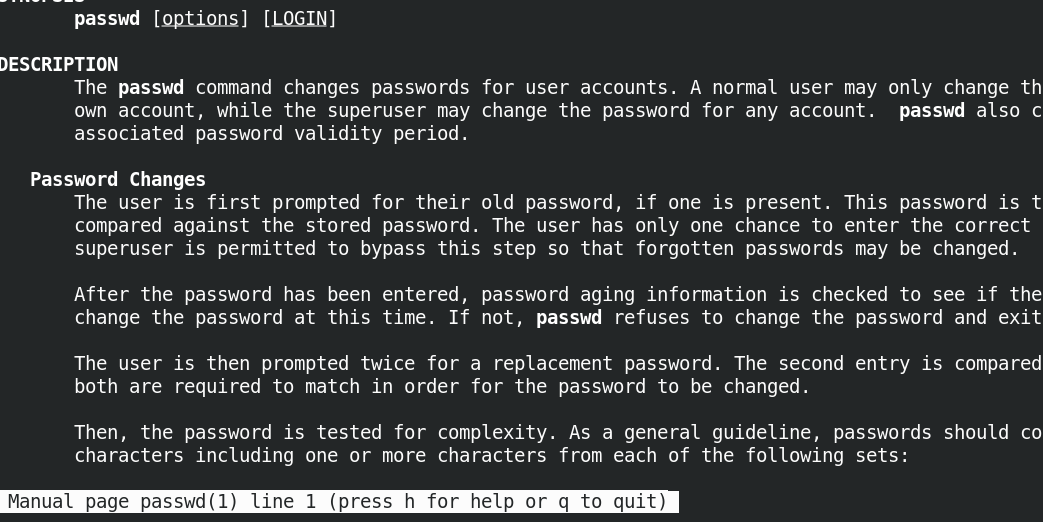 passwd [options] [LOGIN]
DESCRIPTION
The passwd command changes passwords for user accounts. A normal user may only change
own account, while the superuser may change the password for any account. passwd also
associated password validity period.
Password Changes
The user is first prompted for their old password, if one is present. This password is
compared against the stored password. The user has only one chance to enter the correct
superuser is permitted to bypass this step so that forgotten passwords may be changed.
After the password has been entered, password aging information is checked to see if the
change the password at this time. If not, passwd refuses to change the password and exit
The user is then prompted twice for a replacement password. The second entry is compared
both are required to match in order for the password to be changed.
Then, the password is tested for complexity. As a general guideline, passwords should
characters including one or more characters from each of the following sets:
Manual page passwd(1) line 1 (press h for help or q to quit)